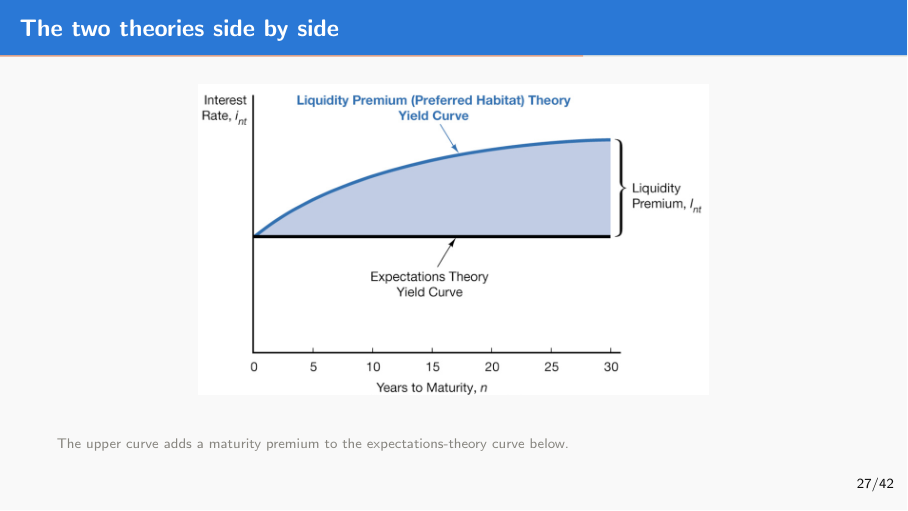 The two theories side by side
Interest
Rate, i_nt
Liquidity Premium (Preferred Habitat) Theory
Yield Curve
Liquidity
Premium, l_nt
Expectations Theory
Yield Curve
0 5 10 15 20 25 30
Years to Maturity, n
The upper curve adds a maturity premium to the expectations-theory curve below.
27/42